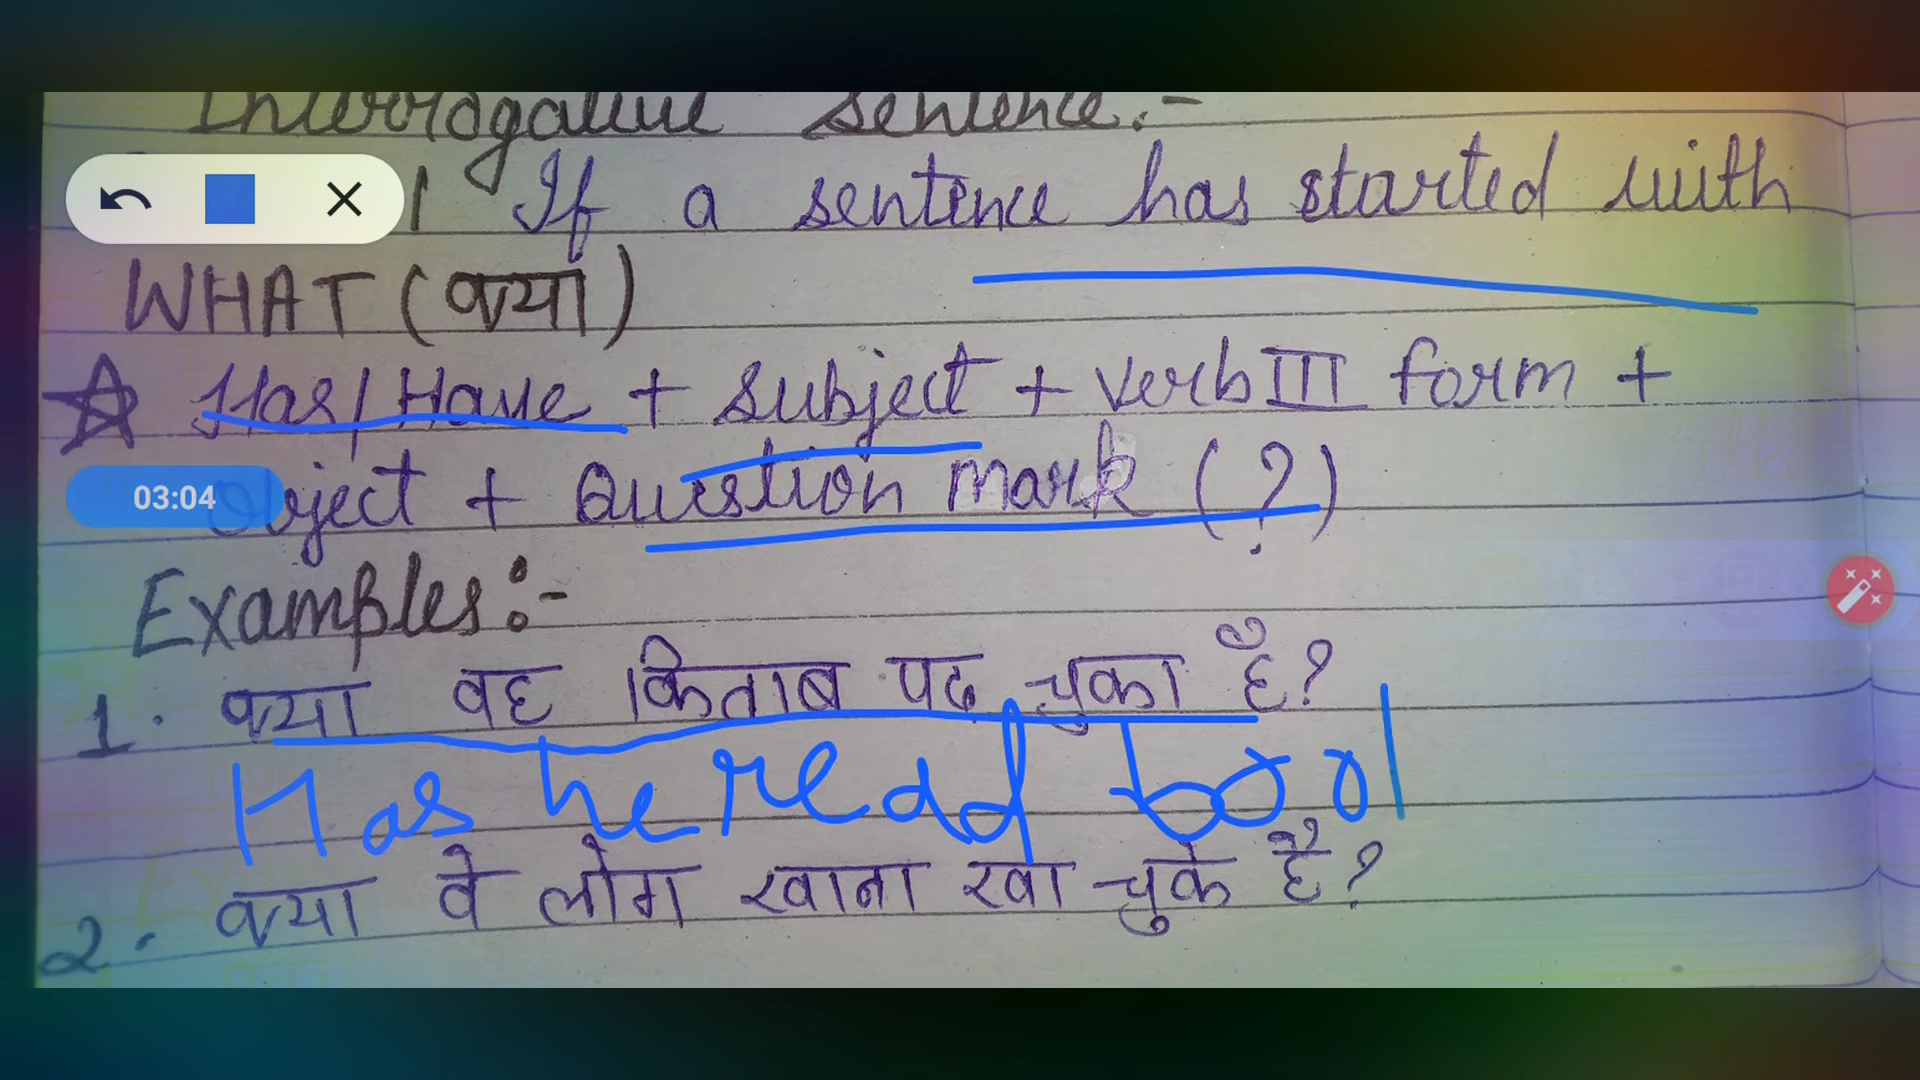 Interrogative Sentence:-
1 If a sentence has started with
WHAT (क्या)
Has/Have + Subject + Verb III form +
03:04
Object + Question mark (?)
Examples:-
1. क्या वह किताब पढ चुका है?
Has he read boo
2. क्या वे लोग खाना खा चुके है?